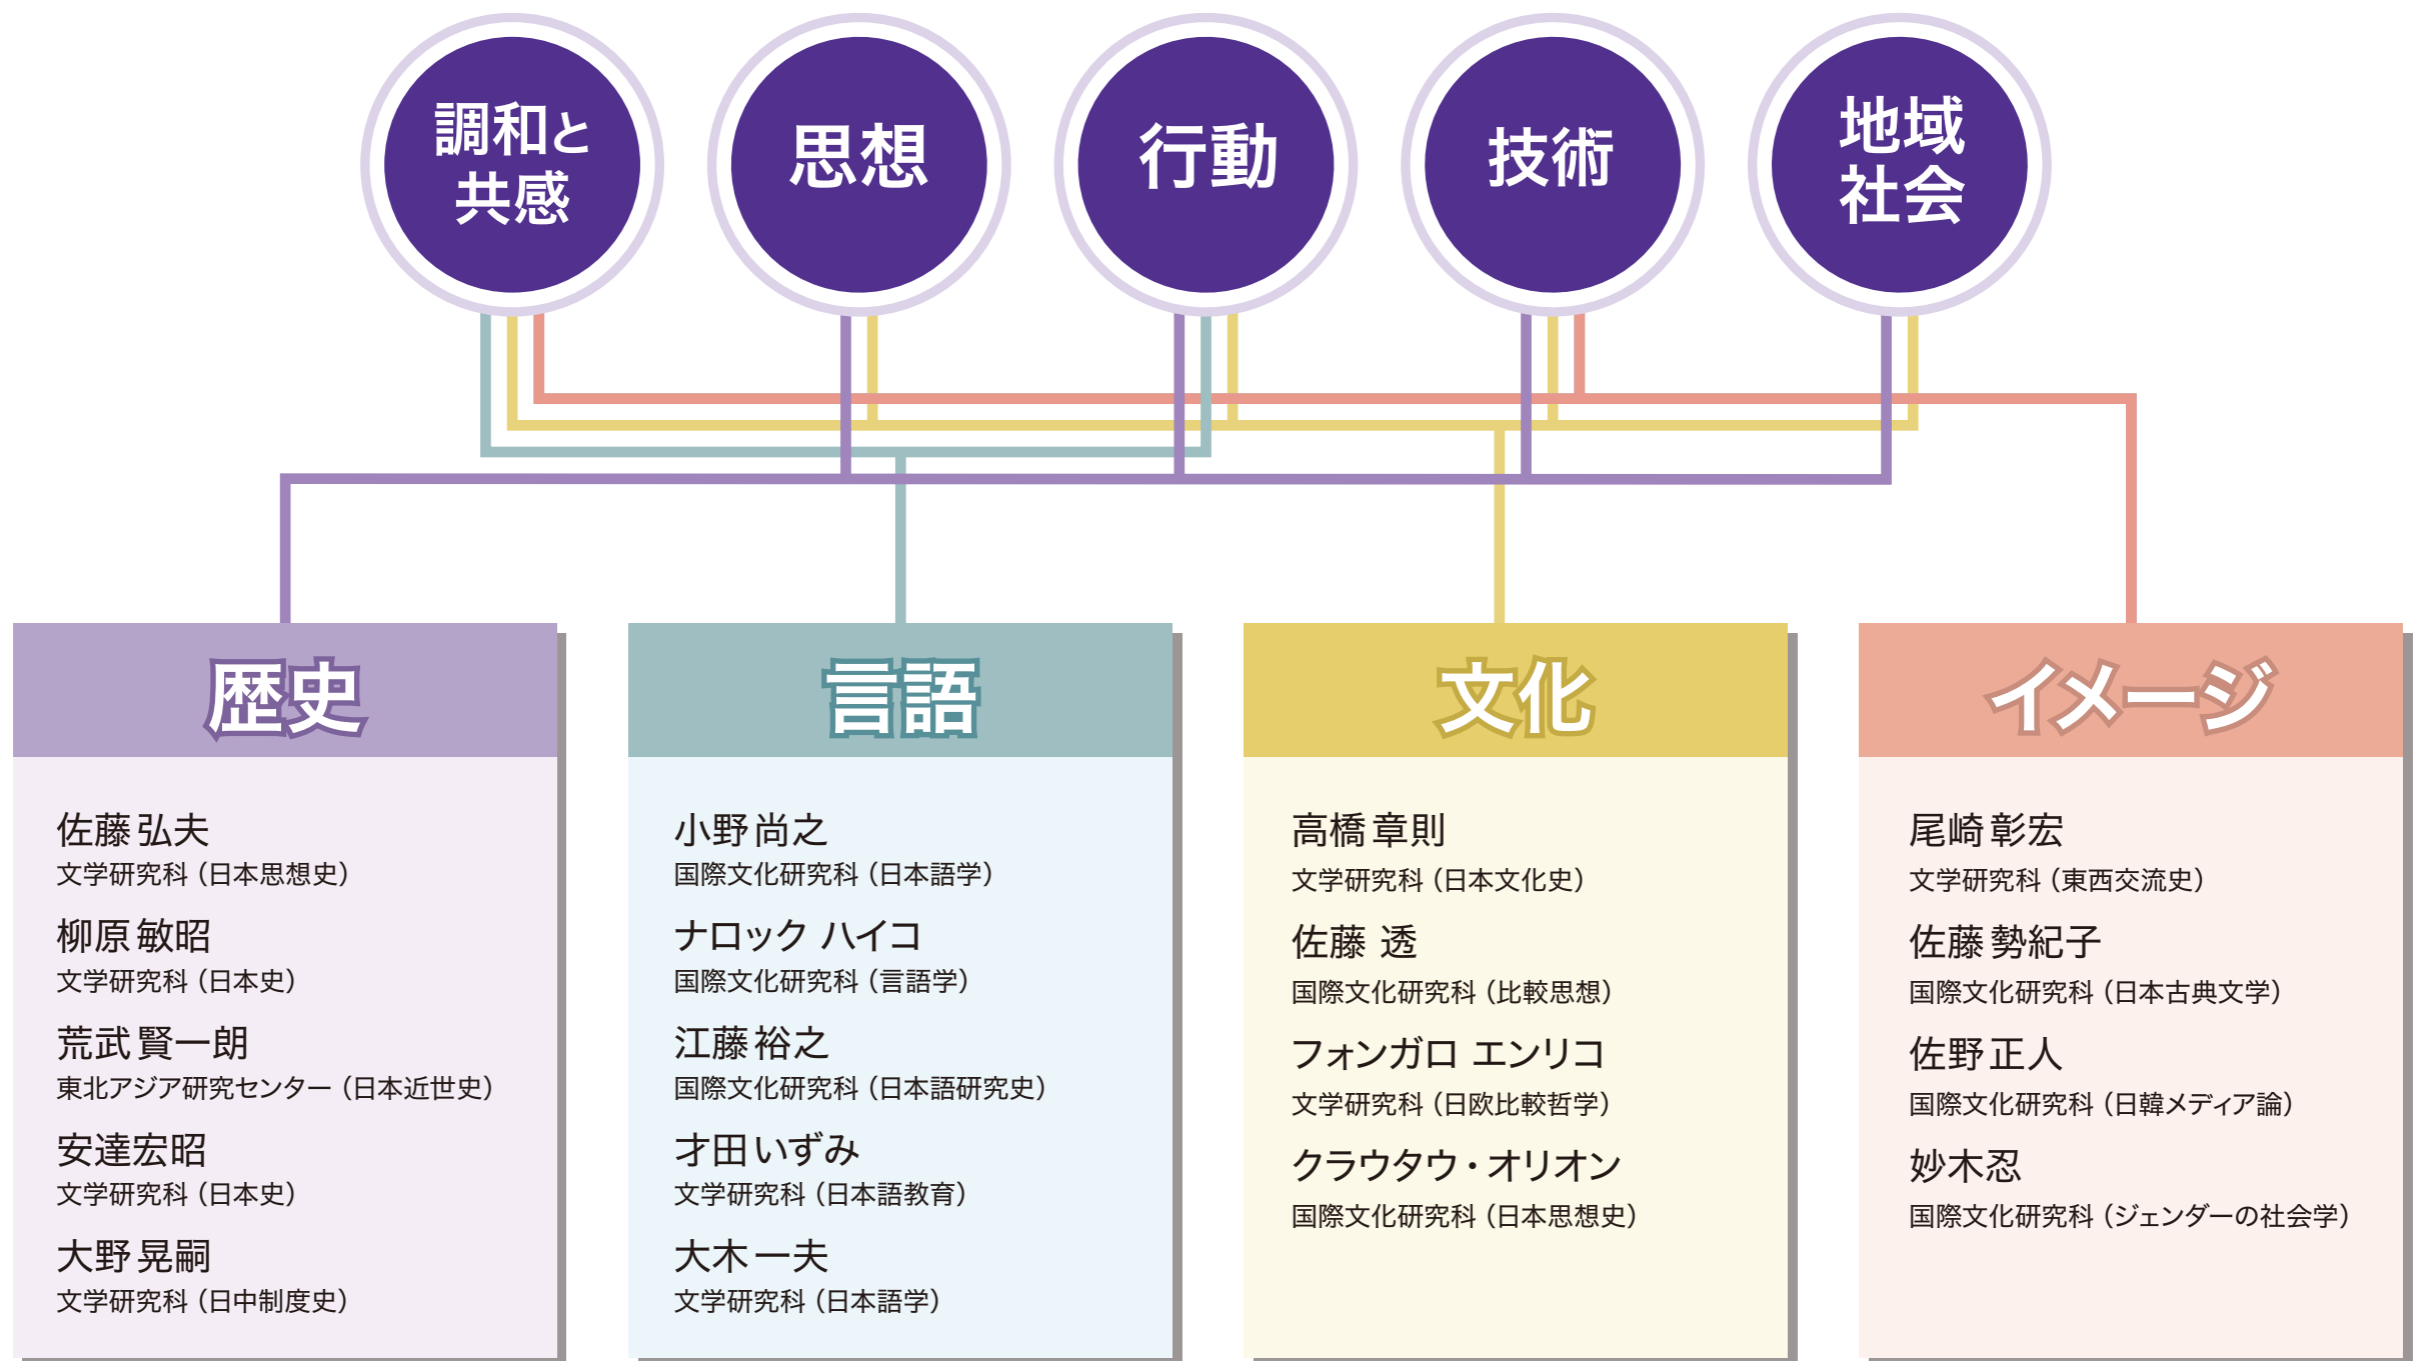 調和と
共感
思想
行動
技術
地域
社会
歴史
佐藤 弘夫
文学研究科（日本思想史）
柳原 敏昭
文学研究科（日本史）
荒武 賢一朗
東北アジア研究センター（日本近世史）
安達宏昭
文学研究科（日本史）
大野 晃嗣
文学研究科（日中制度史）
言語
小野 尚之
国際文化研究科（日本語学）
ナロック ハイコ
国際文化研究科（言語学）
江藤 裕之
国際文化研究科（日本語研究史）
才田 いずみ
文学研究科（日本語教育）
大木 一夫
文学研究科（日本語学）
文化
高橋 章則
文学研究科（日本文化史）
佐藤 透
国際文化研究科（比較思想）
フォンガロ エンリコ
文学研究科（日欧比較哲学）
クラウタウ・オリオン
国際文化研究科（日本思想史）
イメージ
尾崎 彰宏
文学研究科（東西交流史）
佐藤 勢紀子
国際文化研究科（日本古典文学）
佐野 正人
国際文化研究科（日韓メディア論）
妙木忍
国際文化研究科（ジェンダーの社会学）